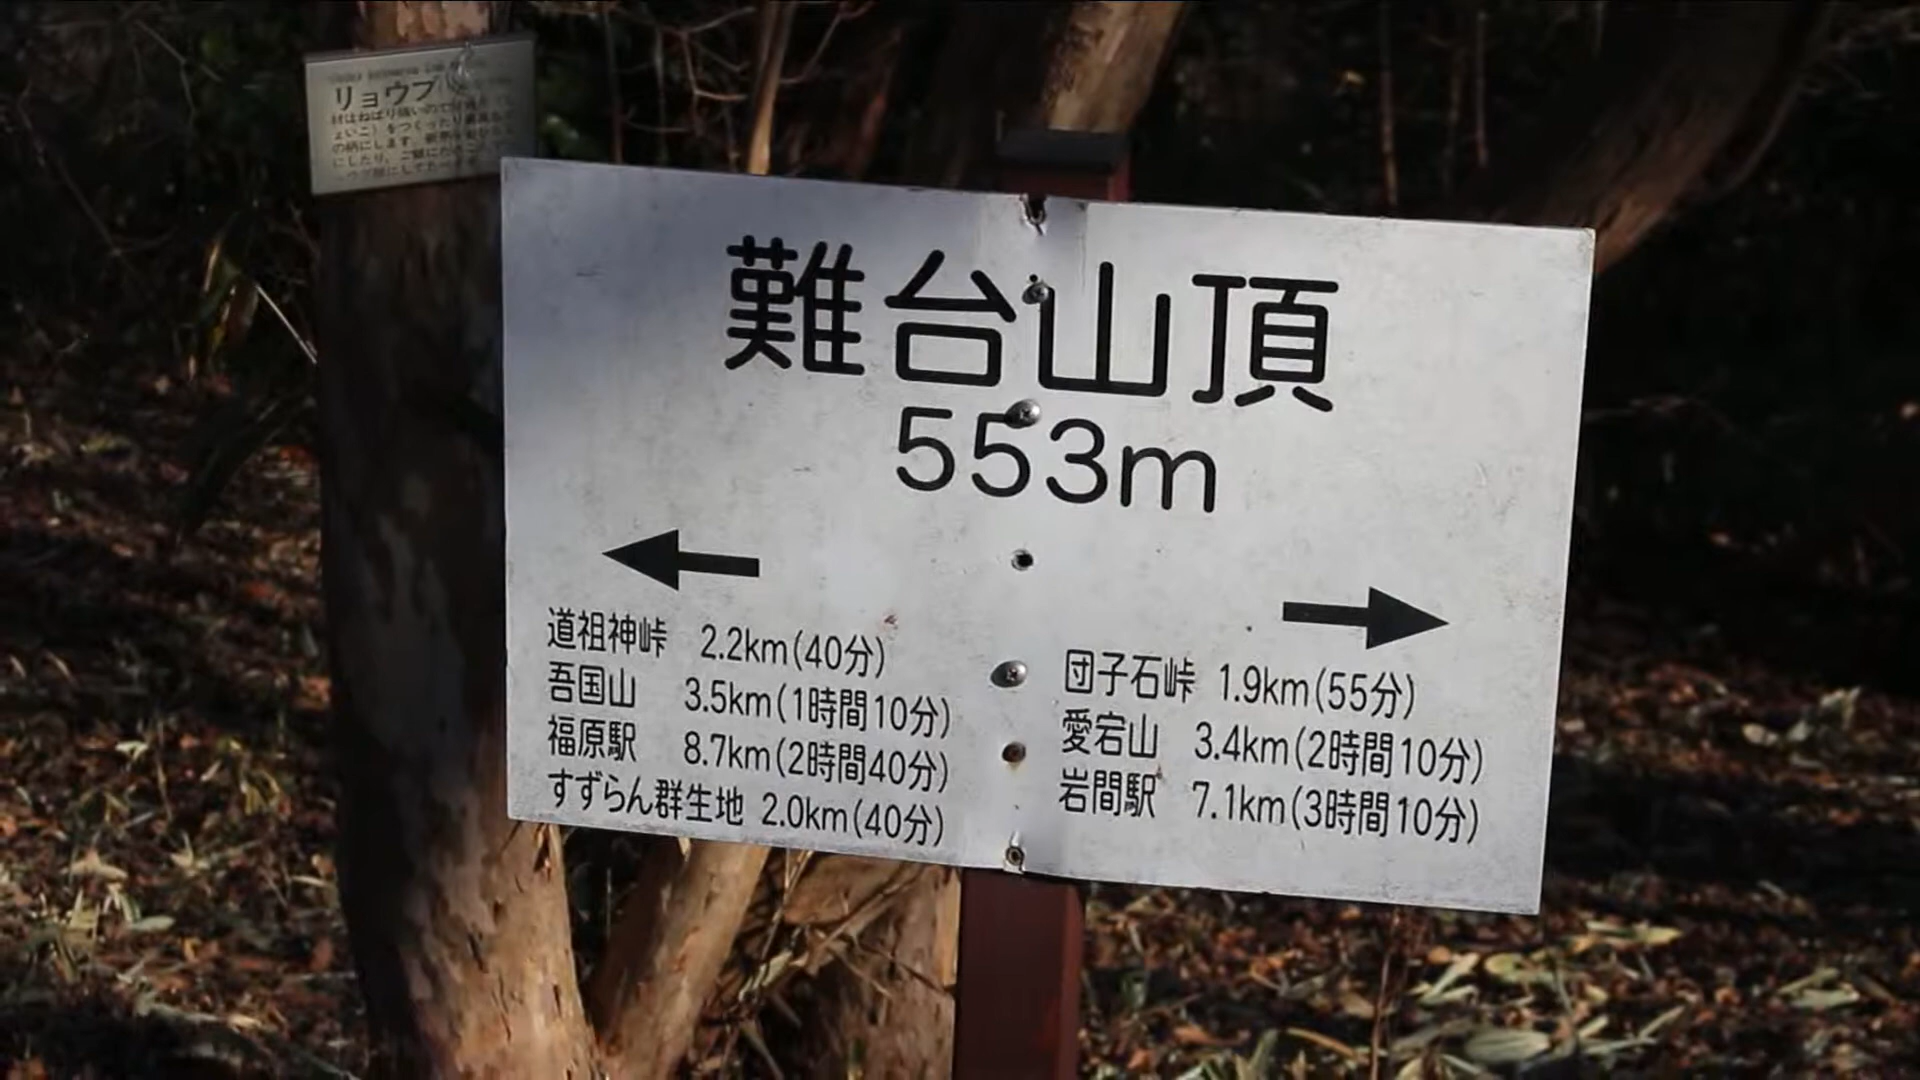 リョウブ
難台山頂
553m
道祖神峠 2.2km(40分)
吾国山 3.5km(1時間10分)
福原駅 8.7km(2時間40分)
すずらん群生地 2.0km(40分)
団子石峠 1.9km(55分)
愛宕山 3.4km(2時間10分)
岩間駅 7.1km(3時間10分)